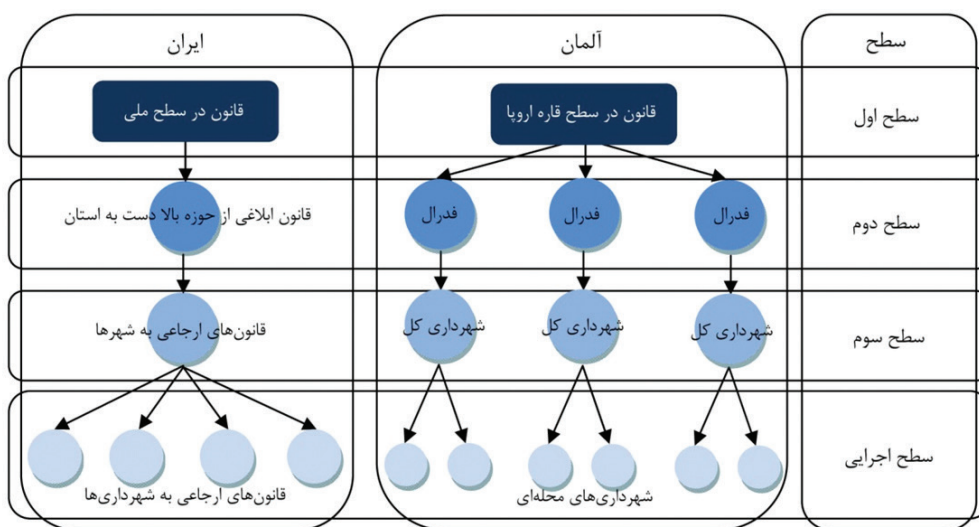 سطح
آلمان
ایران
سطح اول
قانون در سطح قاره اروپا
قانون در سطح ملی
سطح دوم
فدرال
فدرال
فدرال
قانون ابلاغی از حوزه بالا دست به استان
سطح سوم
شهرداری کل
شهرداری کل
شهرداری کل
قانون‌های ارجاعی به شهرها
سطح اجرایی
شهرداری‌های محله‌ای
قانون‌های ارجاعی به شهرداری‌ها